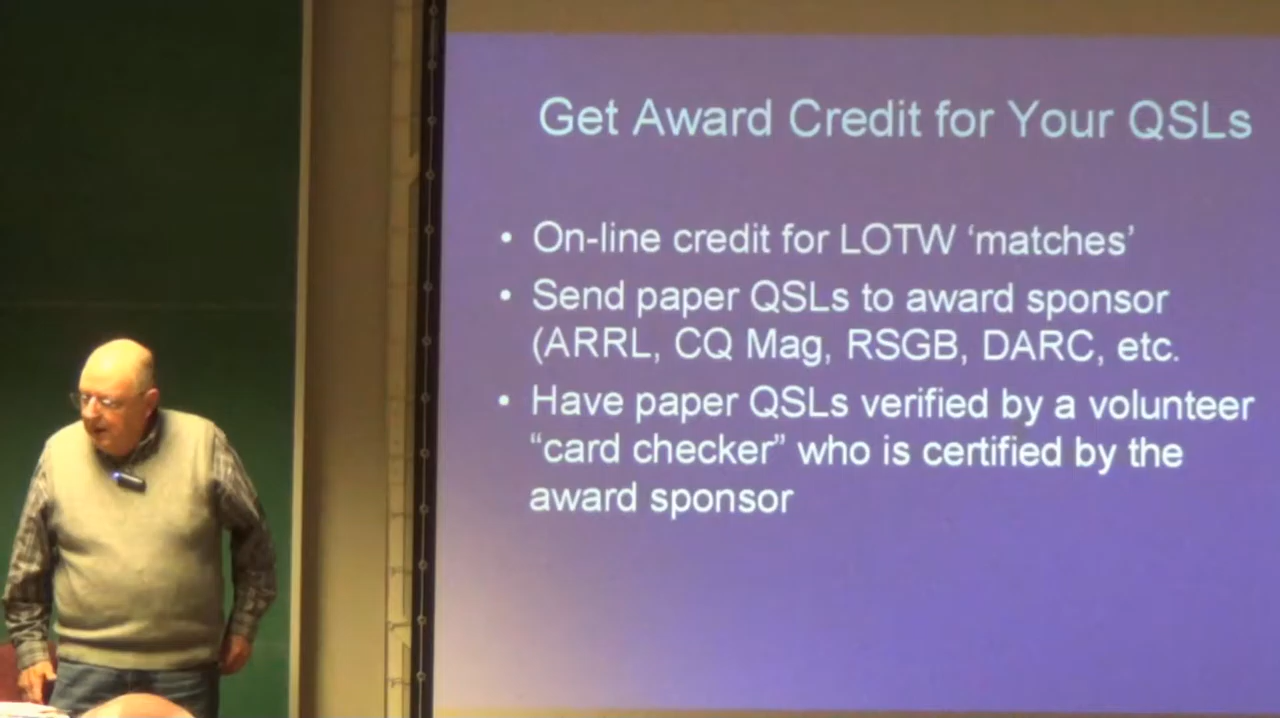 Get Award Credit for Your QSLs
• On-line credit for LOTW ‘matches’
• Send paper QSLs to award sponsor
(ARRL, CQ Mag, RSGB, DARC, etc.
• Have paper QSLs verified by a volunteer
“card checker” who is certified by the
award sponsor